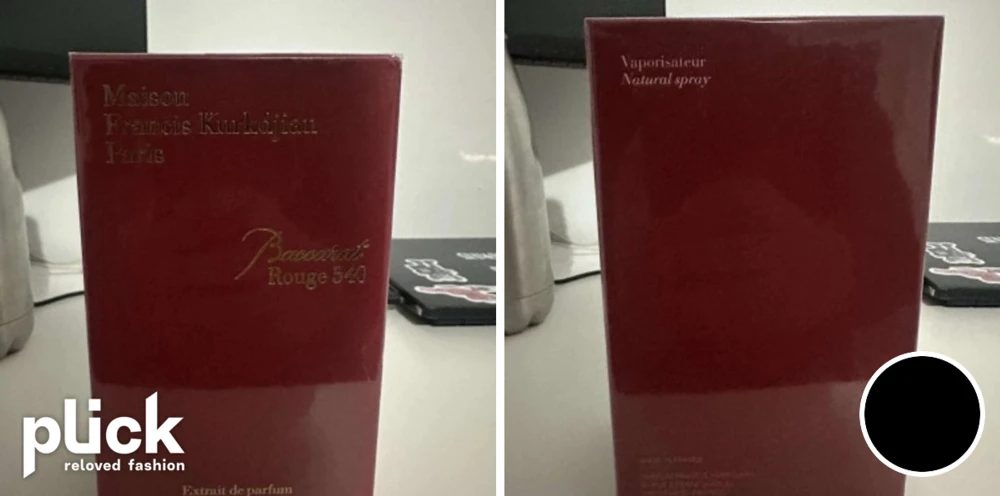 Maison
Francis Kurkdjian
Paris
Baccarat
Rouge 540
Extrait de parfum
plick
reloved fashion
Vaporisateur
Natural spray